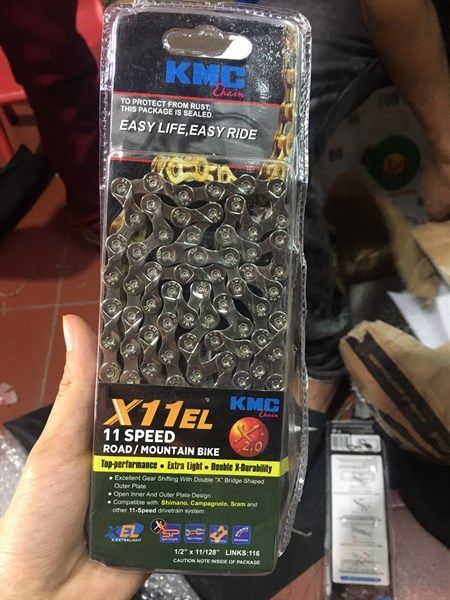 KMC
Chain
TO PROTECT FROM RUST;
THIS PACKAGE IS SEALED.
EASY LIFE,EASY RIDE
X11EL
KMC
Chain
11 SPEED
ROAD / MOUNTAIN BIKE
X
2.0
Top-performance • Extra Light • Double X-Durability
• Excellent Gear Shifting With Double "X" Bridge Shaped
Outer Plate
• Open Inner And Outer Plate Design
• Compatible with: Shimano, Campagnolo, Sram and
other 11-Speed drivetrain system
XEL
X-EXTRALIGHT
X
SP
1/2" x 11/128" LINKS:116
CAUTION NOTE INSIDE OF PACKAGE